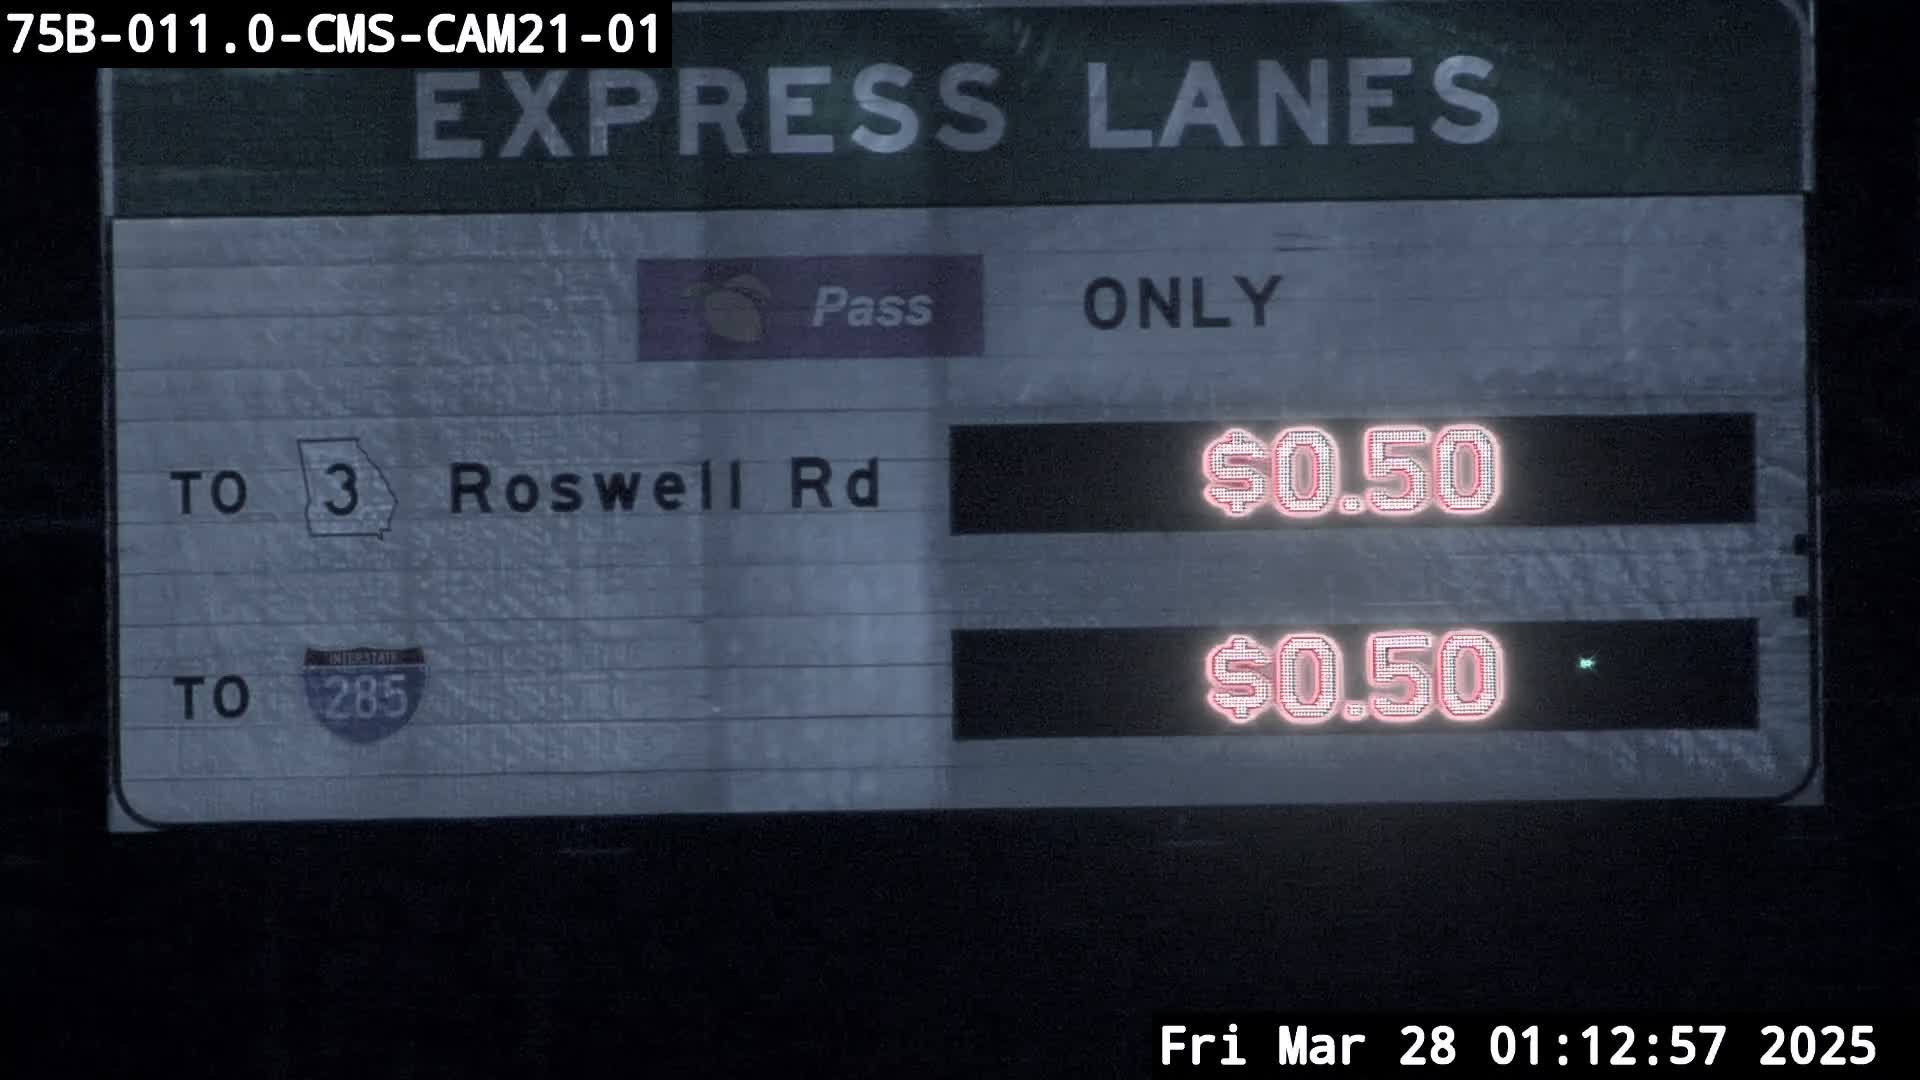 75B-011.0-CMS-CAM21-01
EXPRESS LANES
Pass ONLY
TO 3 Roswell Rd $0.50
INTERSTATE
TO 285 $0.50
Fri Mar 28 01:12:57 2025